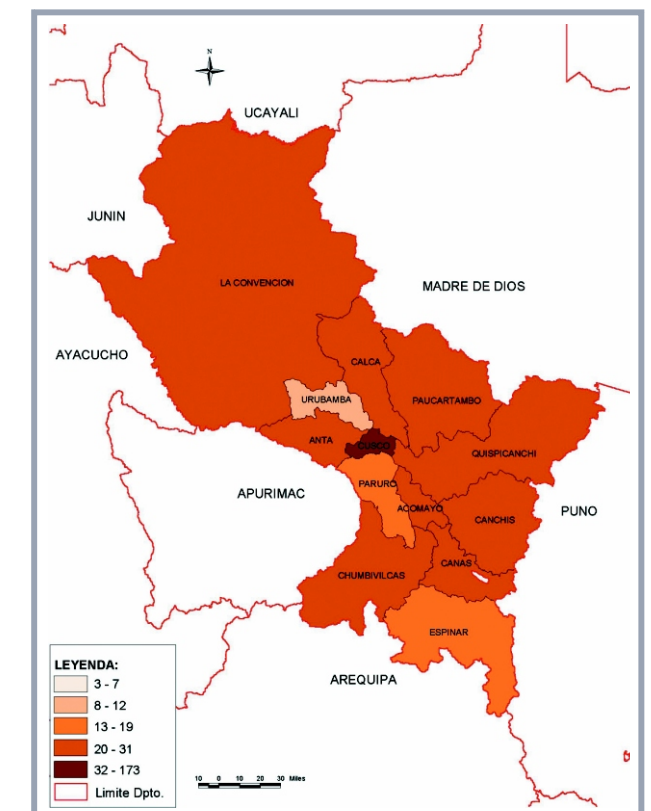 N
UCAYALI
JUNIN
LA CONVENCION
MADRE DE DIOS
AYACUCHO
CALCA
URUBAMBA
PAUCARTAMBO
ANTA
CUSCO
QUISPICANCHI
PARURO
APURIMAC
ACOMAYO
CANCHIS
PUNO
CANAS
CHUMBIVILCAS
ESPINAR
AREQUIPA
LEYENDA:
3 - 7
8 - 12
13 - 19
20 - 31
32 - 173
Limite Dpto.
10 0 10 20 30 Miles